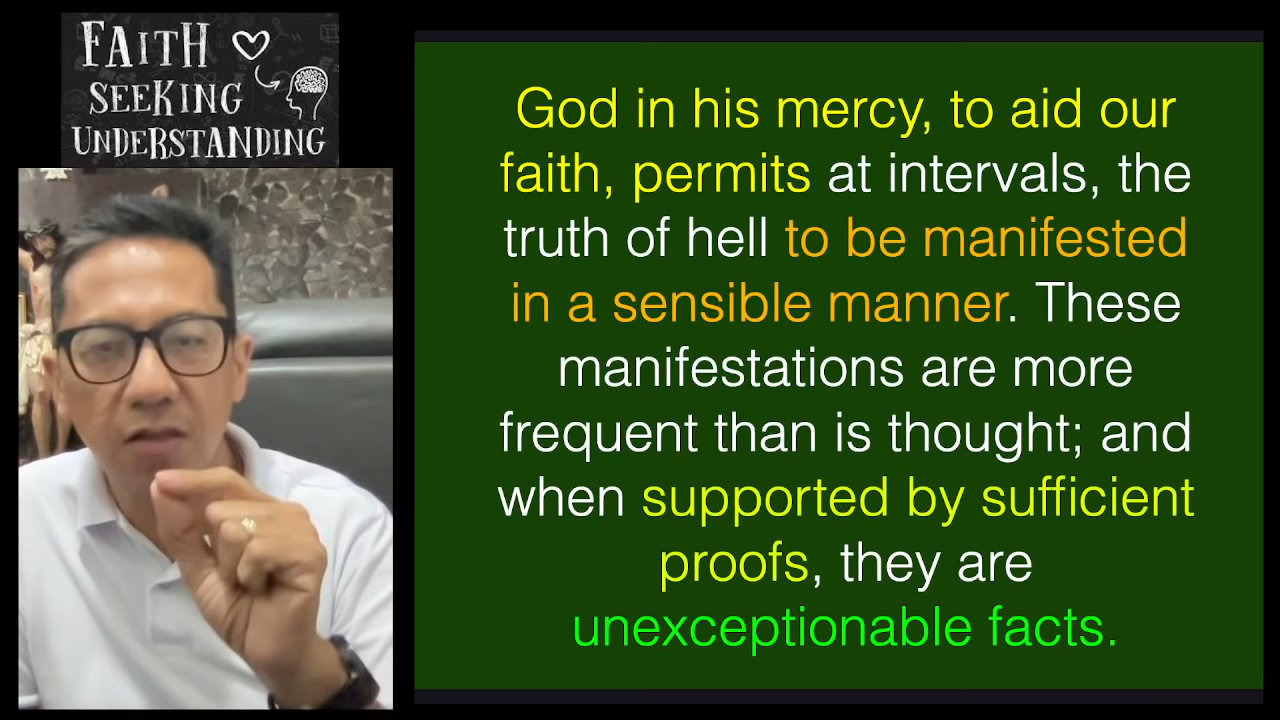 FAITH
SEEKING
UNDERSTANDING
God in his mercy, to aid our
faith, permits at intervals, the
truth of hell to be manifested
in a sensible manner. These
manifestations are more
frequent than is thought; and
when supported by sufficient
proofs, they are
unexceptionable facts.